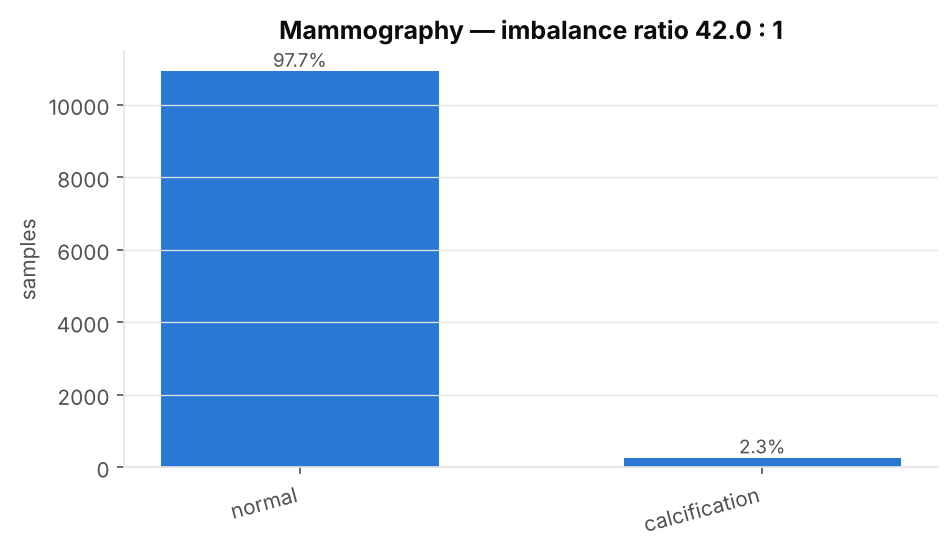 Mammography — imbalance ratio 42.0 : 1
97.7%
10000
8000
6000
4000
2000
0
samples
2.3%
normal
calcification